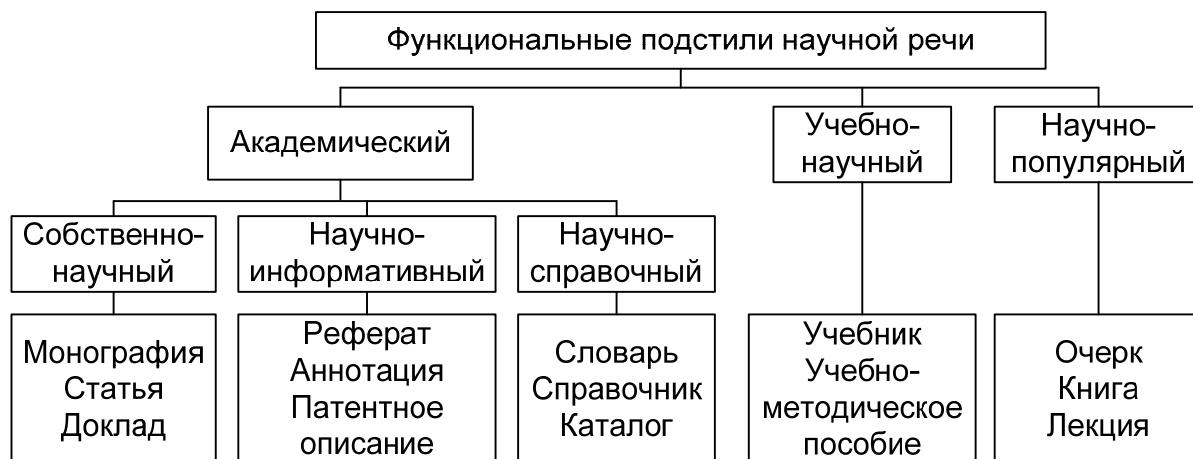 Функциональные подстили научной речи
Академический
Учебно-
научный
Научно-
популярный
Собственно-
научный
Научно-
информативный
Научно-
справочный
Монография
Статья
Доклад
Реферат
Аннотация
Патентное
описание
Словарь
Справочник
Каталог
Учебник
Учебно-
методическое
пособие
Очерк
Книга
Лекция